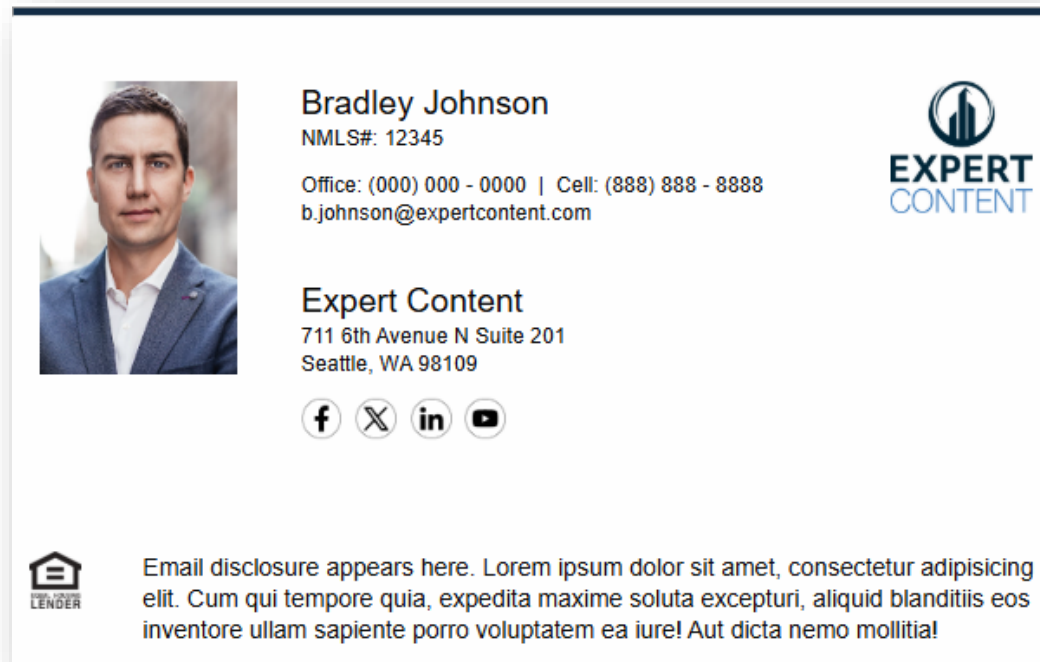 Bradley Johnson
NMLS#: 12345
Office: (000) 000 - 0000 | Cell: (888) 888 - 8888
b.johnson@expertcontent.com
EXPERT
CONTENT
Expert Content
711 6th Avenue N Suite 201
Seattle, WA 98109
f X in
EQUAL HOUSING
LENDER
Email disclosure appears here. Lorem ipsum dolor sit amet, consectetur adipisicing
elit. Cum qui tempore quia, expedita maxime soluta excepturi, aliquid blanditiis eos
inventore ullam sapiente porro voluptatem ea iure! Aut dicta nemo mollitia!